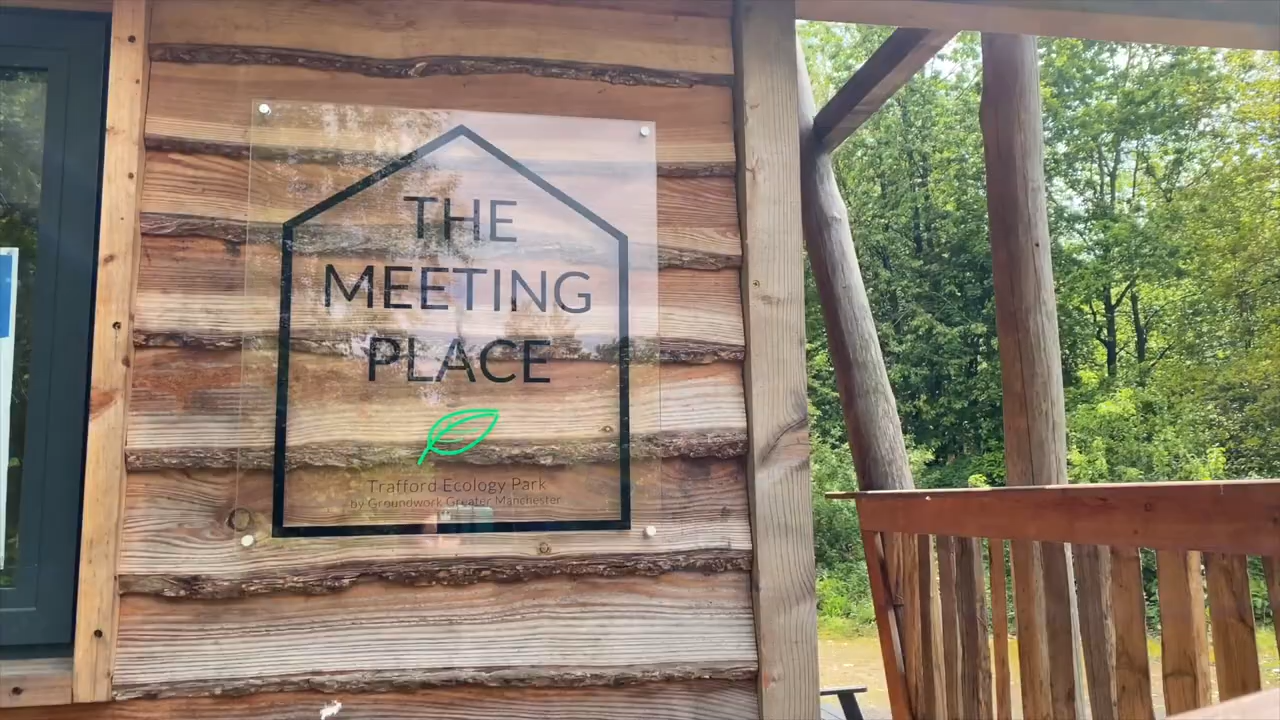 THE
MEETING
PLACE
Trafford Ecology Park
by Groundwork Greater Manchester